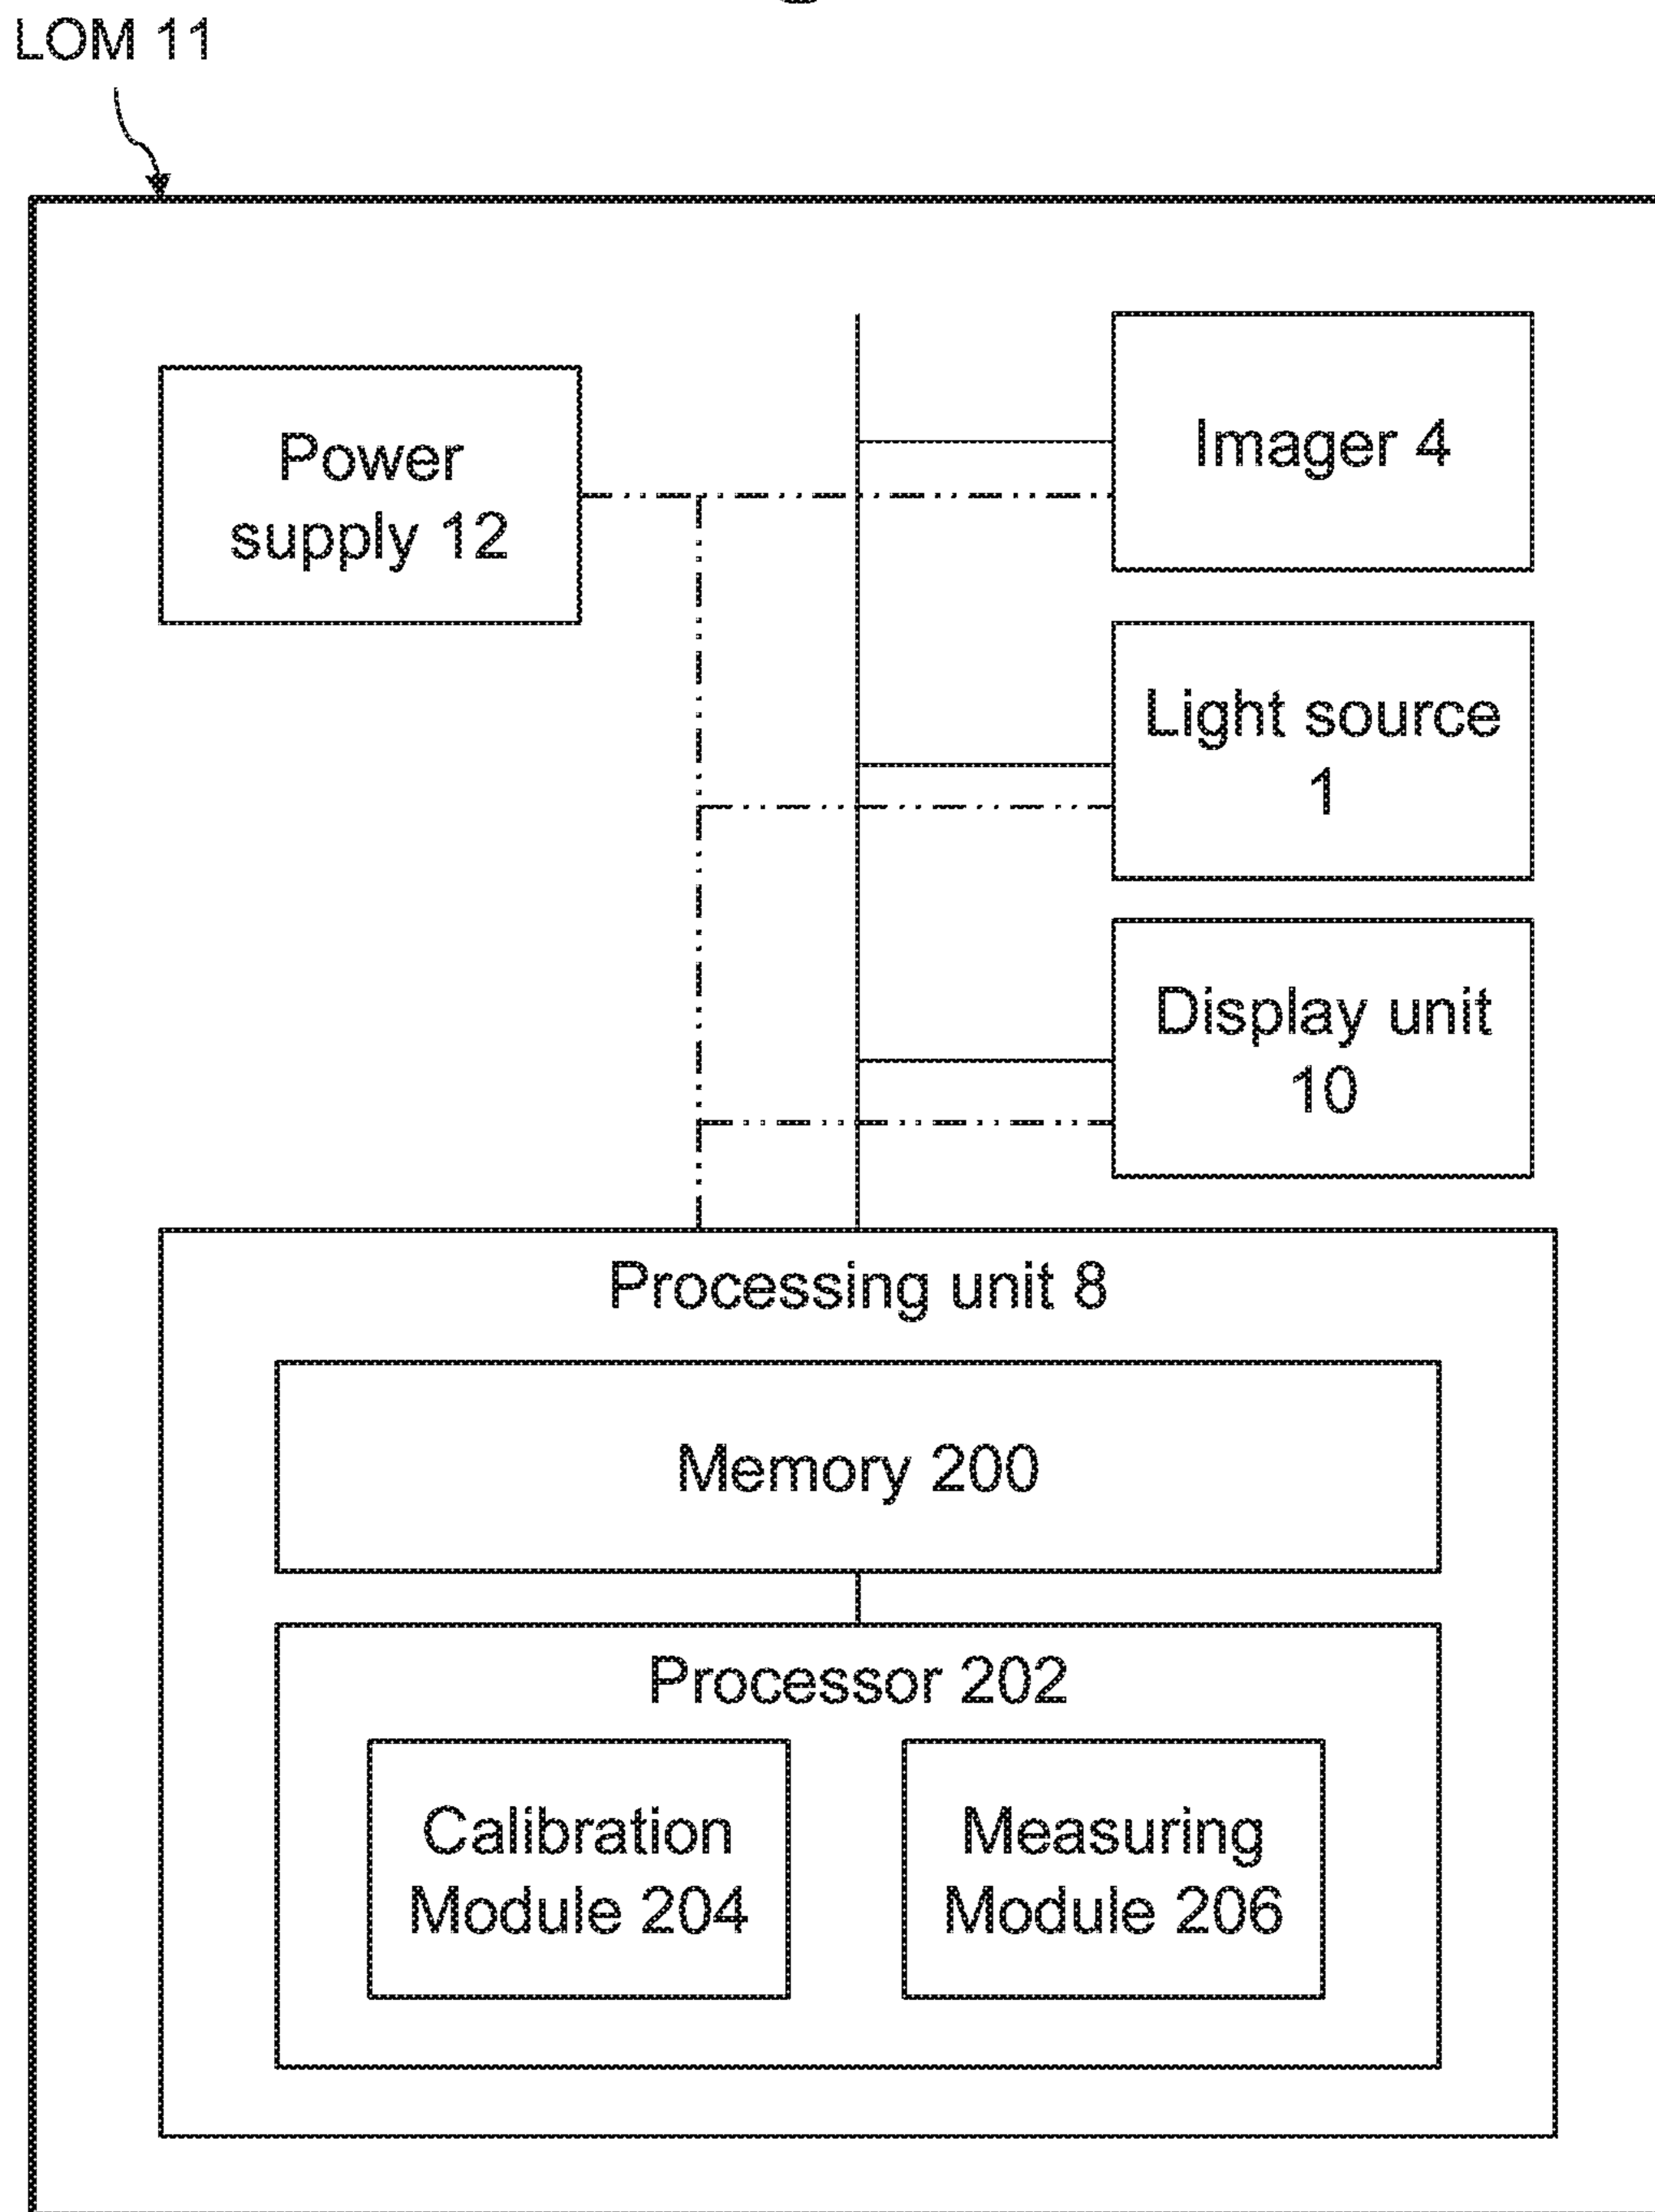 LOM 11
Power
supply 12
Imager 4
Light source
1
Display unit
10
Processing unit 8
Memory 200
Processor 202
Calibration
Module 204
Measuring
Module 206